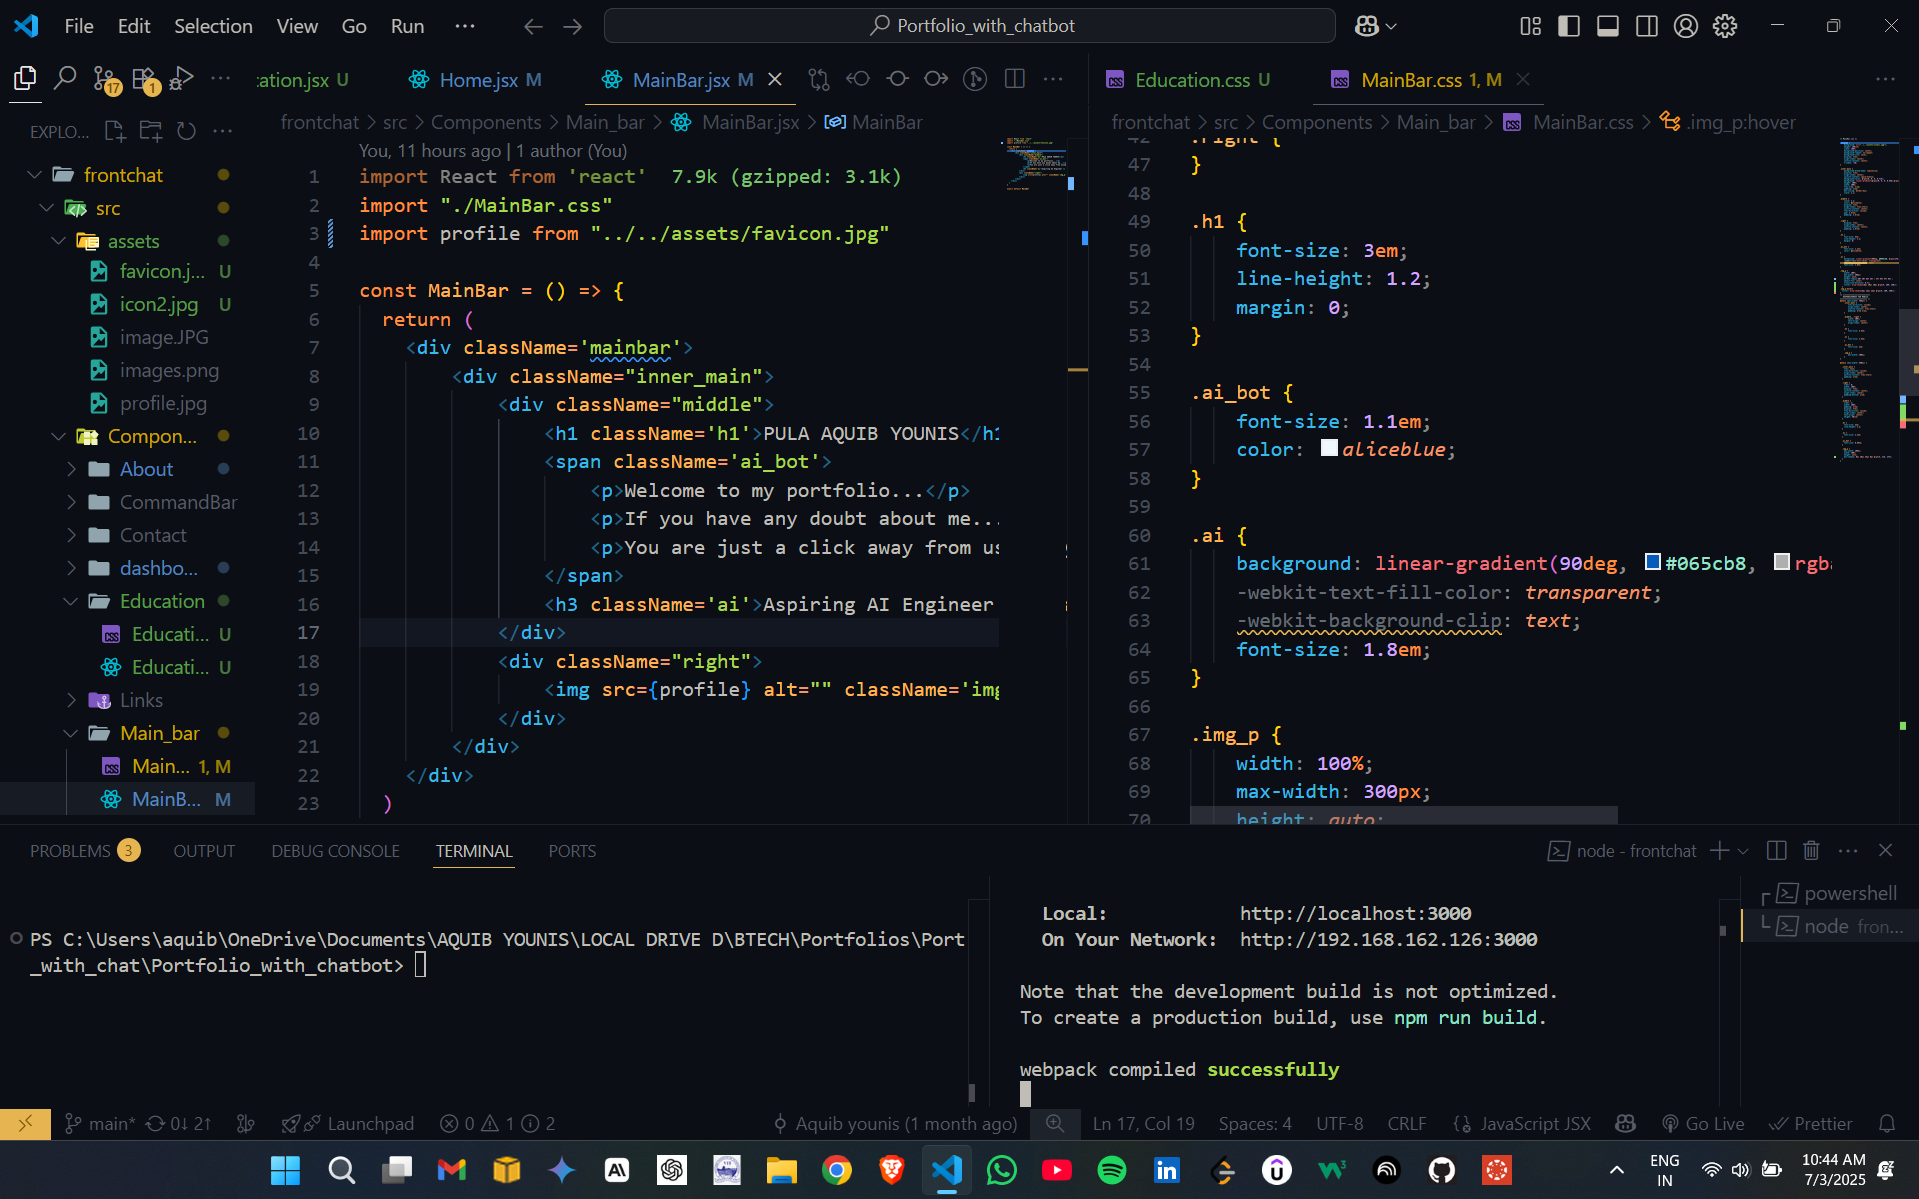 File Edit Selection View Go Run ··· Portfolio_with_chatbot
17 1 ··· :ation.jsx U Home.jsx M MainBar.jsx M Education.css U MainBar.css 1, M
EXPLO... frontchat > src > Components > Main_bar > MainBar.jsx > MainBar
frontchat > src > Components > Main_bar > MainBar.css > .img_p:hover
frontchat
src
assets
favicon.j... U
icon2.jpg U
image.JPG
images.png
profile.jpg
Compon...
About
CommandBar
Contact
dashbo...
Education
Educati... U
Educati... U
Links
Main_bar
Main... 1, M
MainB... M
You, 11 hours ago | 1 author (You)
1 import React from 'react' 7.9k (gzipped: 3.1k)
2 import "./MainBar.css"
3 import profile from "../../assets/favicon.jpg"
4
5 const MainBar = () => {
6 return (
7 <div className='mainbar'>
8 <div className="inner_main">
9 <div className="middle">
10 <h1 className='h1'>PULA AQUIB YOUNIS</h1
11 <span className='ai_bot'>
12 <p>Welcome to my portfolio...</p>
13 <p>If you have any doubt about me...
14 <p>You are just a click away from us
15 </span>
16 <h3 className='ai'>Aspiring AI Engineer
17 </div>
18 <div className="right">
19 <img src={profile} alt="" className='img
20 </div>
21 </div>
22 </div>
23 )
42 .right {
47 }
48
49 .h1 {
50 font-size: 3em;
51 line-height: 1.2;
52 margin: 0;
53 }
54
55 .ai_bot {
56 font-size: 1.1em;
57 color: aliceblue;
58 }
59
60 .ai {
61 background: linear-gradient(90deg, #065cb8, rgb
62 -webkit-text-fill-color: transparent;
63 -webkit-background-clip: text;
64 font-size: 1.8em;
65 }
66
67 .img_p {
68 width: 100%;
69 max-width: 300px;
70 height: auto;
PROBLEMS 3 OUTPUT DEBUG CONSOLE TERMINAL PORTS node - frontchat
PS C:\Users\aquib\OneDrive\Documents\AQUIB YOUNIS\LOCAL DRIVE D\BTECH\Portfolios\Port
_with_chat\Portfolio_with_chatbot>
Local: http://localhost:3000
On Your Network: http://192.168.162.126:3000
Note that the development build is not optimized.
To create a production build, use npm run build.
webpack compiled successfully
powershell
node fron...
main* 0↓ 2↑ Launchpad 0 1 2 Aquib younis (1 month ago) Ln 17, Col 19 Spaces: 4 UTF-8 CRLF JavaScript JSX Go Live Prettier
ENG
IN
10:44 AM
7/3/2025